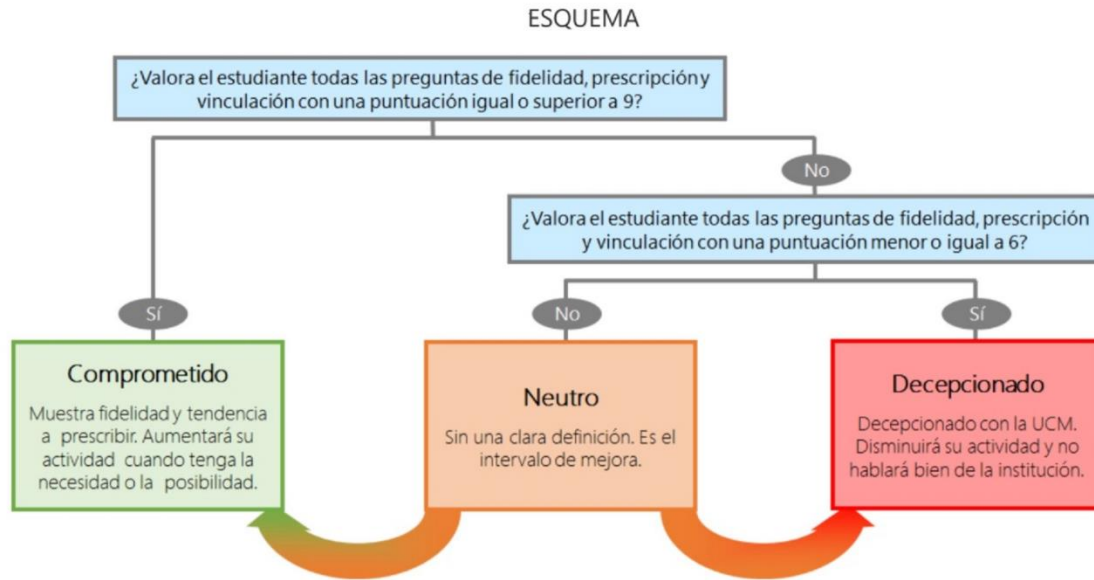 ESQUEMA
¿Valora el estudiante todas las preguntas de fidelidad, prescripción y
vinculación con una puntuación igual o superior a 9?
No
¿Valora el estudiante todas las preguntas de fidelidad, prescripción
y vinculación con una puntuación menor o igual a 6?
Sí
No
Sí
Comprometido
Muestra fidelidad y tendencia
a prescribir. Aumentará su
actividad cuando tenga la
necesidad o la posibilidad.
Neutro
Sin una clara definición. Es el
intervalo de mejora.
Decepcionado
Decepcionado con la UCM.
Disminuirá su actividad y no
hablará bien de la institución.